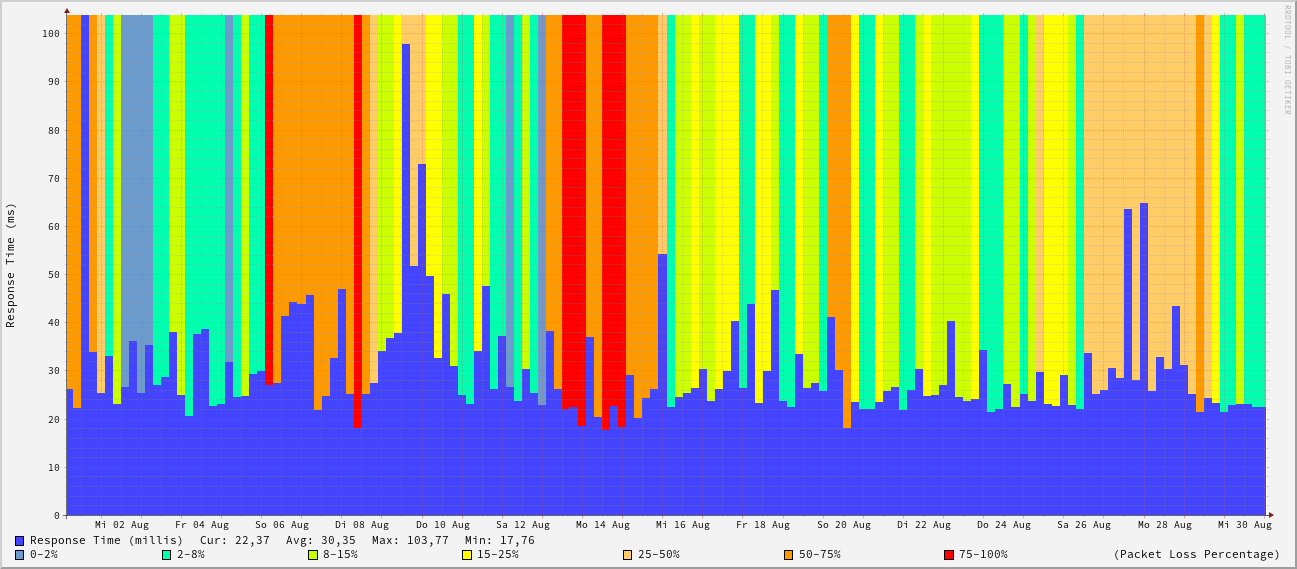 RRDTOOL / TOBI OETIKER
Response Time (ms)
100
90
80
70
60
50
40
30
20
10
0
Mi 02 Aug Fr 04 Aug So 06 Aug Di 08 Aug Do 10 Aug Sa 12 Aug Mo 14 Aug Mi 16 Aug Fr 18 Aug So 20 Aug Di 22 Aug Do 24 Aug Sa 26 Aug Mo 28 Aug Mi 30 Aug
Response Time (millis) Cur: 22,37 Avg: 30,35 Max: 103,77 Min: 17,76
0-2% 2-8% 8-15% 15-25% 25-50% 50-75% 75-100% (Packet Loss Percentage)